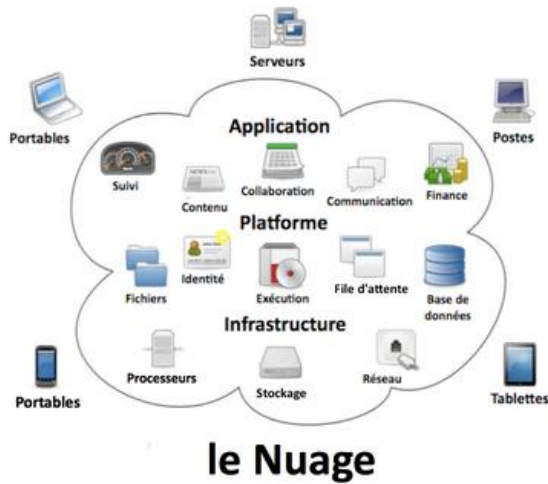 Serveurs
Portables
Postes
Application
Suivi
NEWS
Contenu
Collaboration
Communication
Finance
Platforme
Fichiers
Identité
Exécution
File d'attente
Base de
données
Infrastructure
Processeurs
Stockage
Réseau
Portables
Tablettes
le Nuage